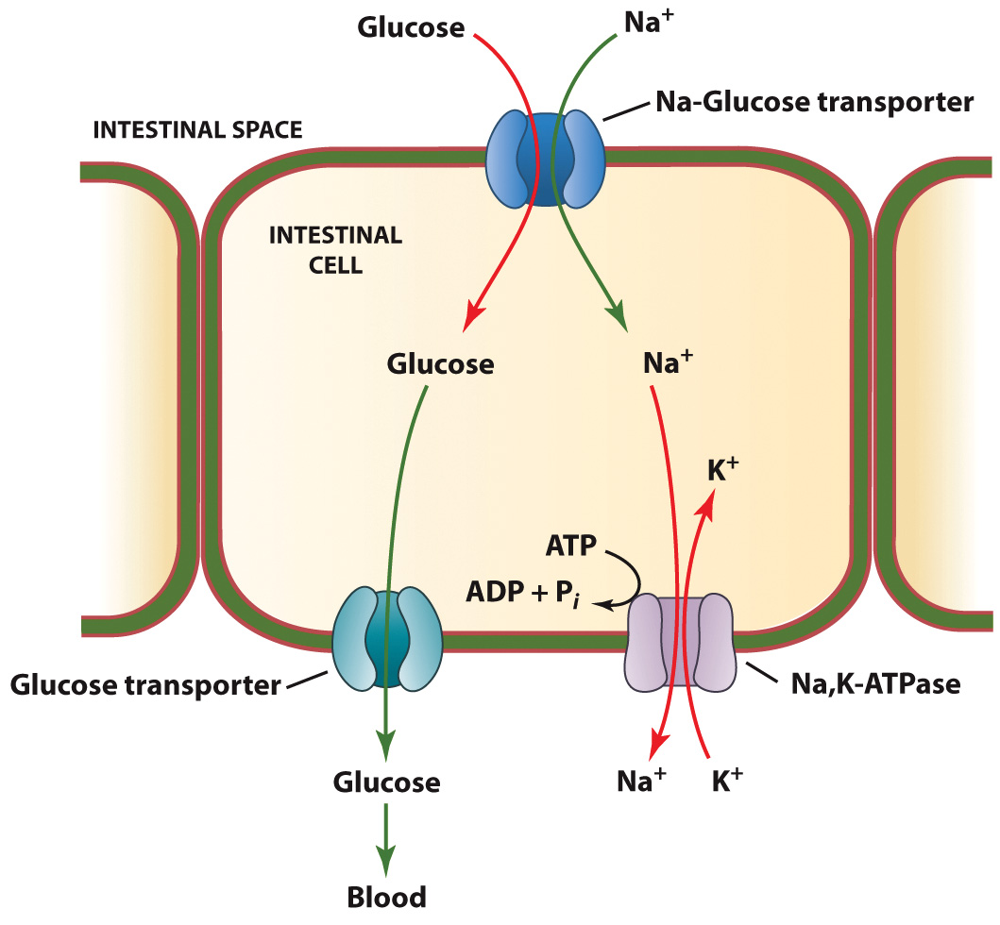 Glucose
Na⁺
Na-Glucose transporter
INTESTINAL SPACE
INTESTINAL
CELL
Glucose
Na⁺
K⁺
ATP
ADP + Pᵢ
Glucose transporter
Na,K-ATPase
Glucose
Na⁺
K⁺
Blood